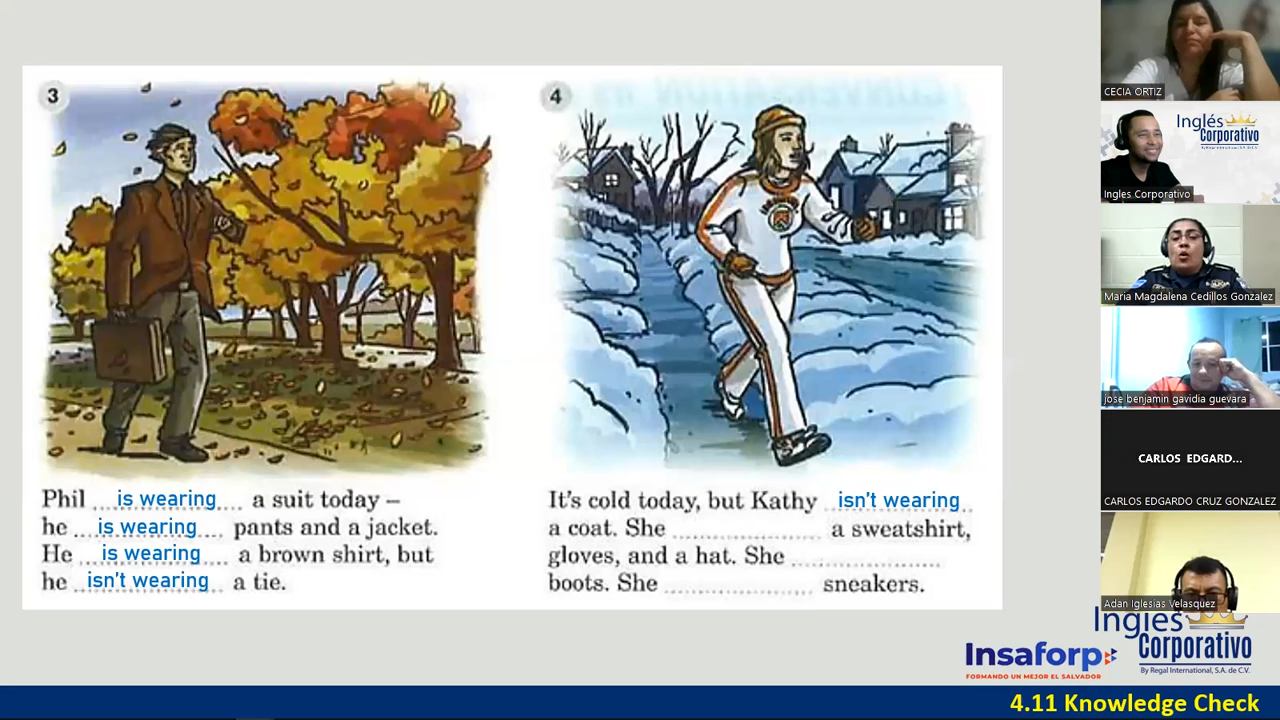 3
4
Phil is wearing a suit today –
he is wearing pants and a jacket.
He is wearing a brown shirt, but
he isn't wearing a tie.
It's cold today, but Kathy isn't wearing
a coat. She .................... a sweatshirt,
gloves, and a hat. She ....................
boots. She .................... sneakers.
CECIA ORTIZ
Inglés
Corporativo
By Regal International, S.A. de C.V.
Ingles Corporativo
Maria Magdalena Cedillos Gonzalez
jose benjamin gavidia guevara
CARLOS EDGARD...
CARLOS EDGARDO CRUZ GONZALEZ
Adan Iglesias Velasquez
Insaforp
FORMANDO UN MEJOR EL SALVADOR
Inglés
Corporativo
By Regal International, S.A. de C.V.
4.11 Knowledge Check